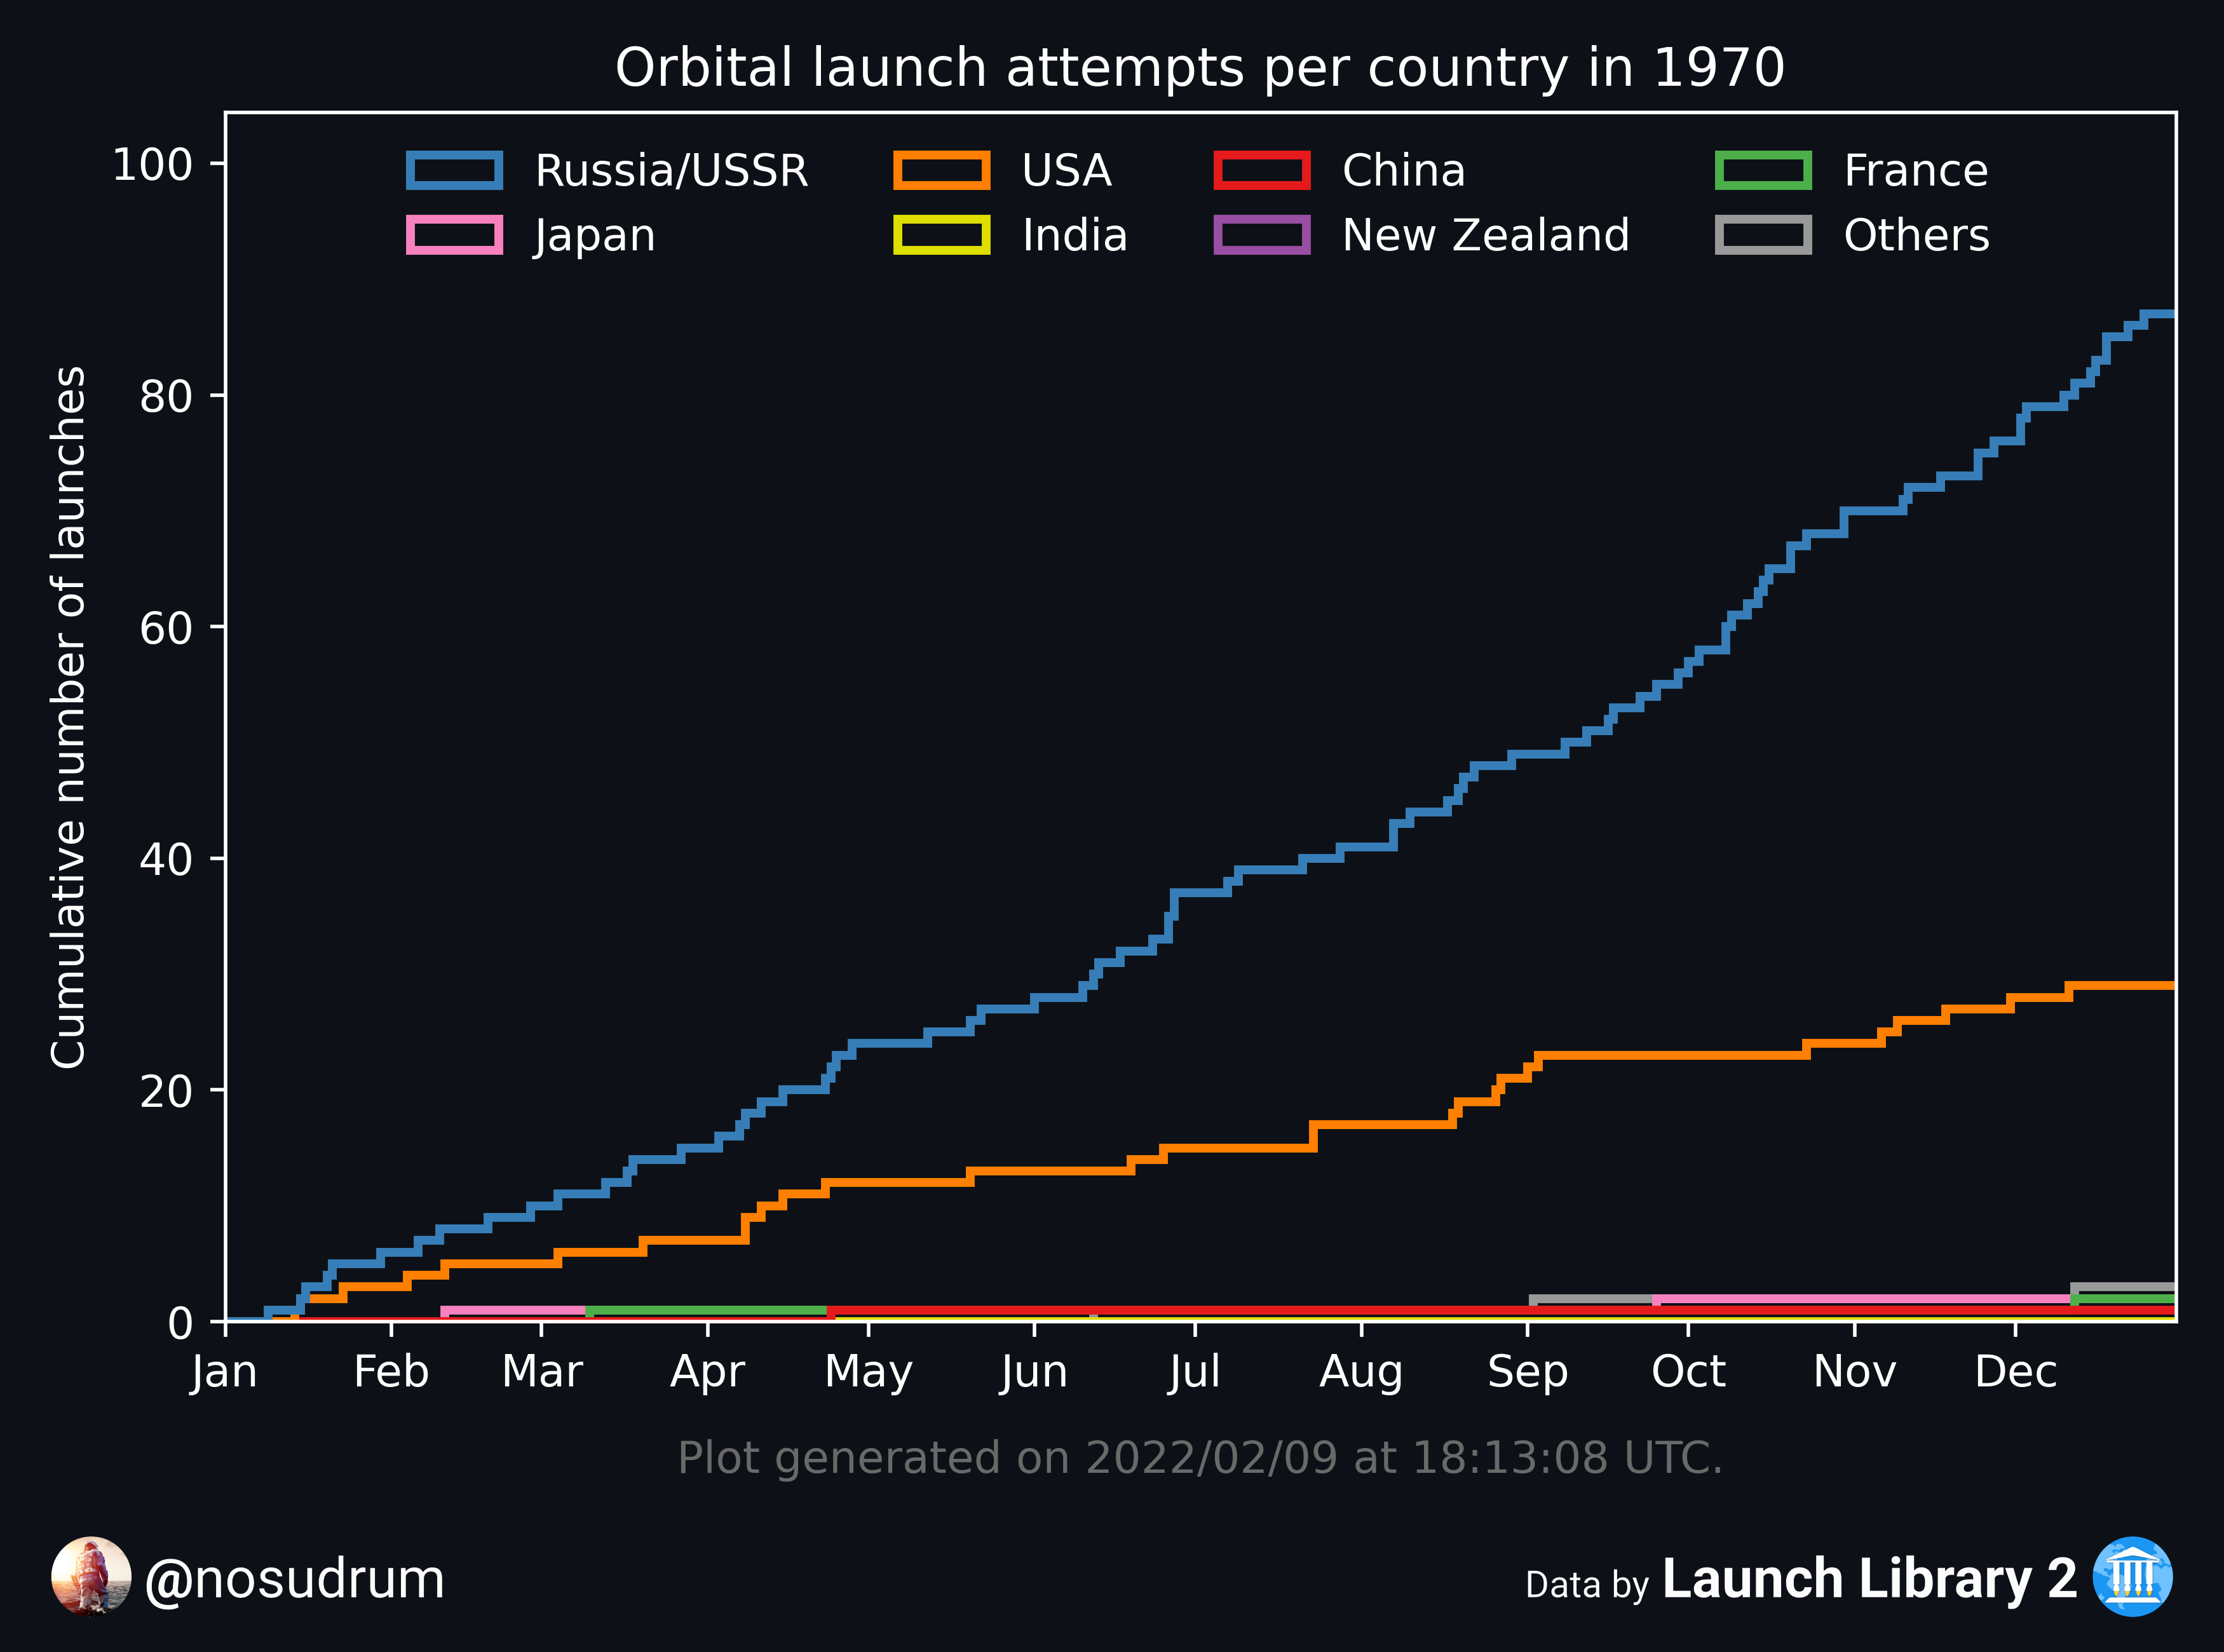 Orbital launch attempts per country in 1970
Russia/USSR
USA
China
France
Japan
India
New Zealand
Others
Cumulative number of launches
100
80
60
40
20
0
Jan
Feb
Mar
Apr
May
Jun
Jul
Aug
Sep
Oct
Nov
Dec
Plot generated on 2022/02/09 at 18:13:08 UTC.
@nosudrum
Data by Launch Library 2